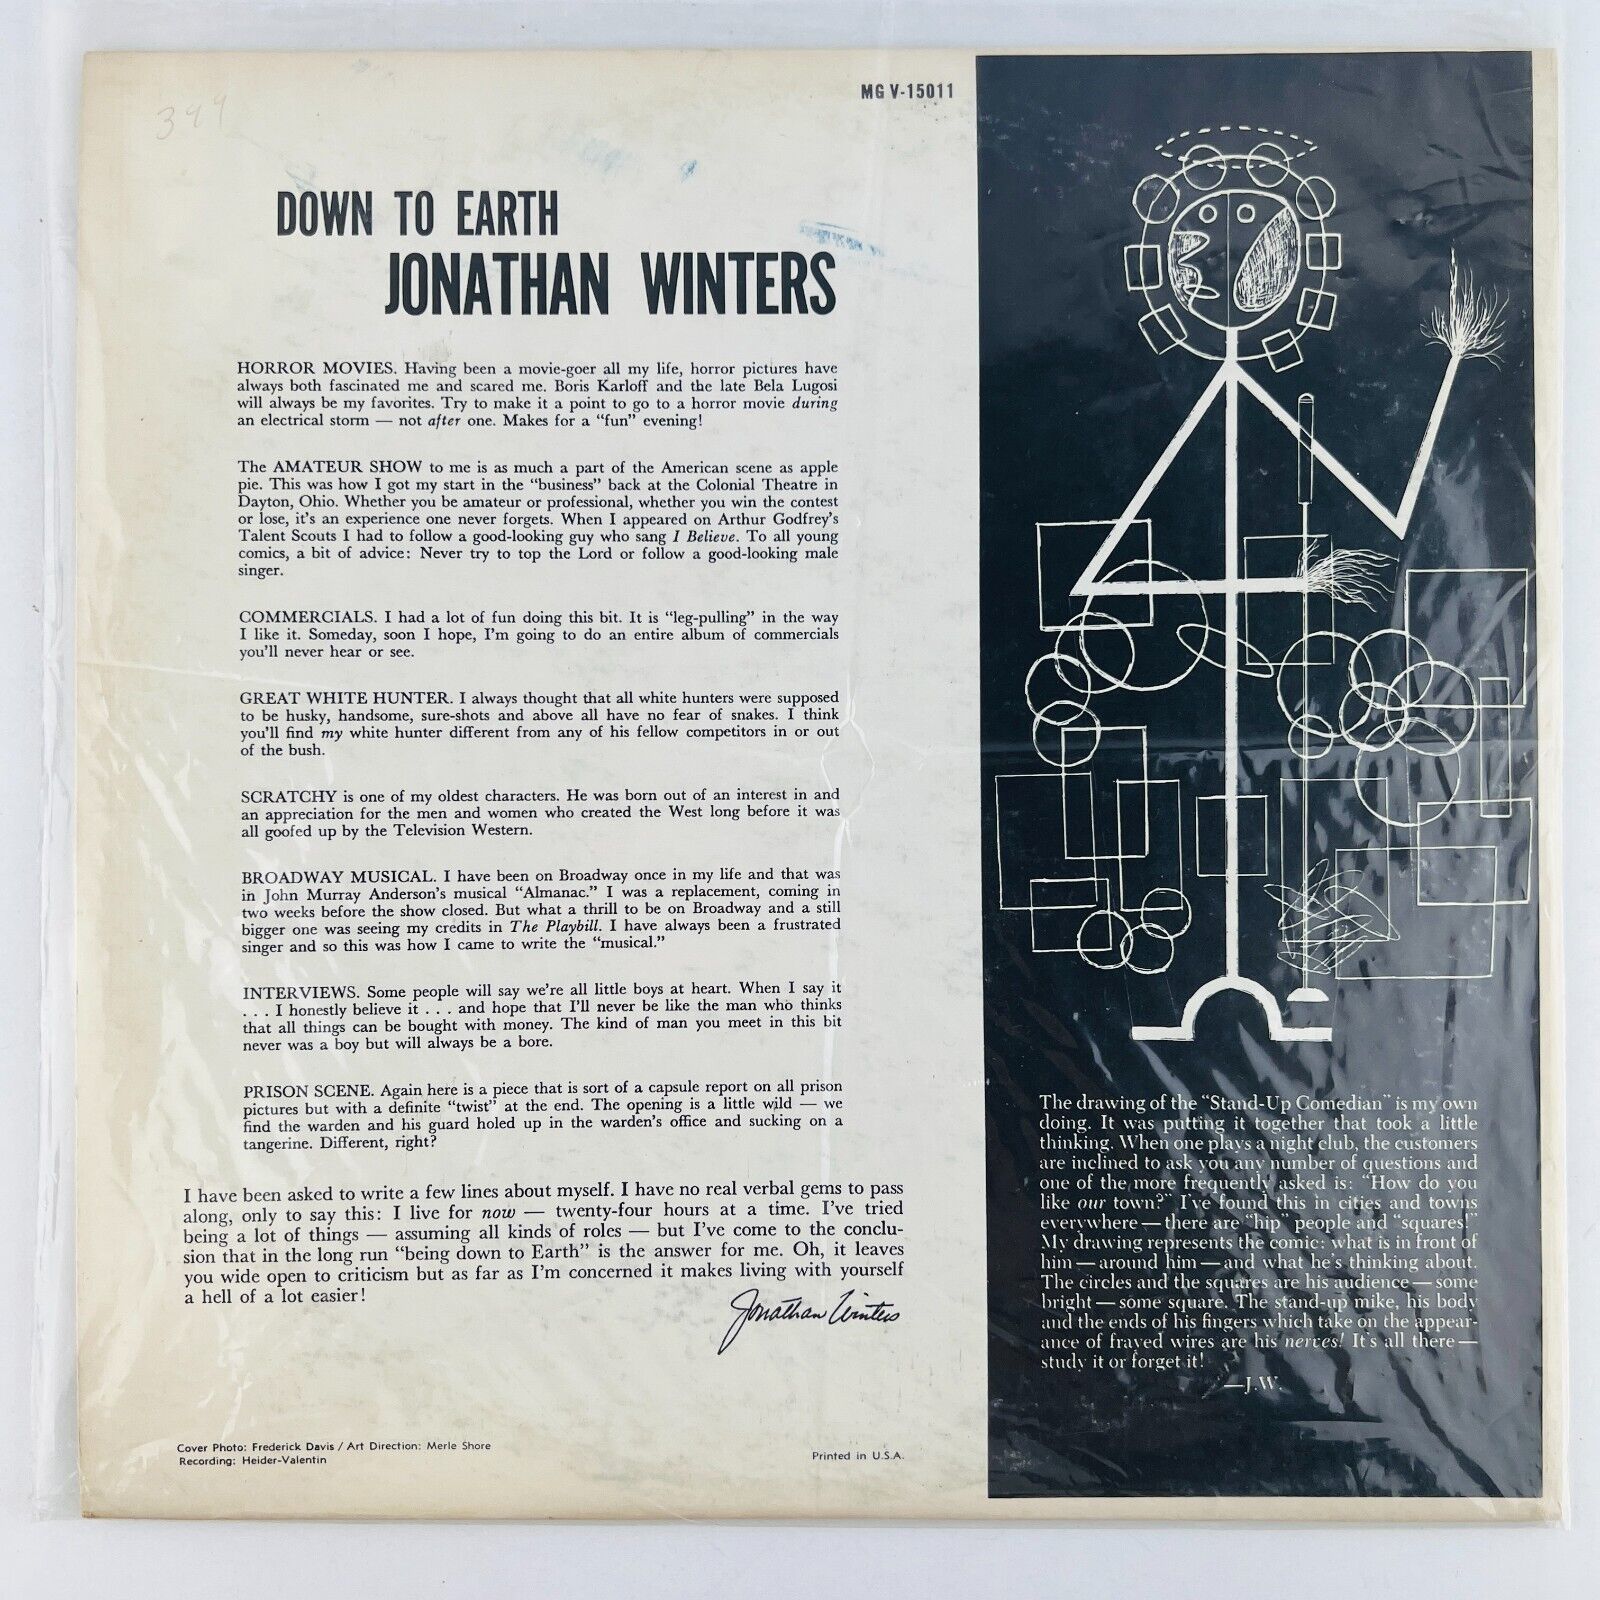 399
MG V-15011
DOWN TO EARTH
JONATHAN WINTERS
HORROR MOVIES. Having been a movie-goer all my life, horror pictures have
always both fascinated me and scared me. Boris Karloff and the late Bela Lugosi
will always be my favorites. Try to make it a point to go to a horror movie during
an electrical storm — not after one. Makes for a "fun" evening!
The AMATEUR SHOW to me is as much a part of the American scene as apple
pie. This was how I got my start in the "business" back at the Colonial Theatre in
Dayton, Ohio. Whether you be amateur or professional, whether you win the contest
or lose, it's an experience one never forgets. When I appeared on Arthur Godfrey's
Talent Scouts I had to follow a good-looking guy who sang I Believe. To all young
comics, a bit of advice: Never try to top the Lord or follow a good-looking male
singer.
COMMERCIALS. I had a lot of fun doing this bit. It is "leg-pulling" in the way
I like it. Someday, soon I hope, I'm going to do an entire album of commercials
you'll never hear or see.
GREAT WHITE HUNTER. I always thought that all white hunters were supposed
to be husky, handsome, sure-shots and above all have no fear of snakes. I think
you'll find my white hunter different from any of his fellow competitors in or out
of the bush.
SCRATCHY is one of my oldest characters. He was born out of an interest in and
an appreciation for the men and women who created the West long before it was
all goofed up by the Television Western.
BROADWAY MUSICAL. I have been on Broadway once in my life and that was
in John Murray Anderson's musical "Almanac." I was a replacement, coming in
two weeks before the show closed. But what a thrill to be on Broadway and a still
bigger one was seeing my credits in The Playbill. I have always been a frustrated
singer and so this was how I came to write the "musical."
INTERVIEWS. Some people will say we're all little boys at heart. When I say it
. . . I honestly believe it . . . and hope that I'll never be like the man who thinks
that all things can be bought with money. The kind of man you meet in this bit
never was a boy but will always be a bore.
PRISON SCENE. Again here is a piece that is sort of a capsule report on all prison
pictures but with a definite "twist" at the end. The opening is a little wild — we
find the warden and his guard holed up in the warden's office and sucking on a
tangerine. Different, right?
I have been asked to write a few lines about myself. I have no real verbal gems to pass
along, only to say this: I live for now — twenty-four hours at a time. I've tried
being a lot of things — assuming all kinds of roles — but I've come to the conclu-
sion that in the long run "being down to Earth" is the answer for me. Oh, it leaves
you wide open to criticism but as far as I'm concerned it makes living with yourself
a hell of a lot easier!
Jonathan Winters
Cover Photo: Frederick Davis / Art Direction: Merle Shore
Recording: Heider-Valentin
Printed in U.S.A.
The drawing of the "Stand-Up Comedian" is my own
doing. It was putting it together that took a little
thinking. When one plays a night club, the customers
are inclined to ask you any number of questions and
one of the more frequently asked is: "How do you
like our town?" I've found this in cities and towns
everywhere — there are "hip" people and "squares!"
My drawing represents the comic: what is in front of
him — around him — and what he's thinking about.
The circles and the squares are his audience — some
bright — some square. The stand-up mike, his body
and the ends of his fingers which take on the appear-
ance of frayed wires are his nerves! It's all there —
study it or forget it!
—J.W.